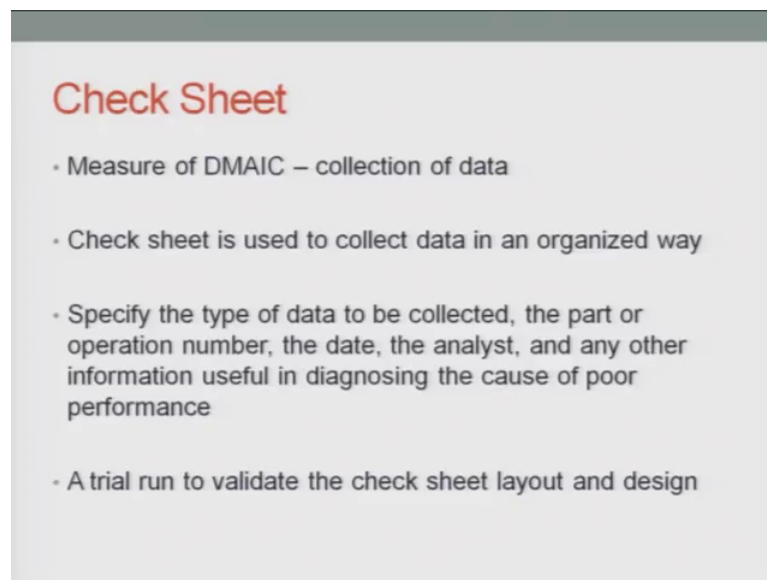 Check Sheet
• Measure of DMAIC – collection of data
• Check sheet is used to collect data in an organized way
• Specify the type of data to be collected, the part or
operation number, the date, the analyst, and any other
information useful in diagnosing the cause of poor
performance
• A trial run to validate the check sheet layout and design